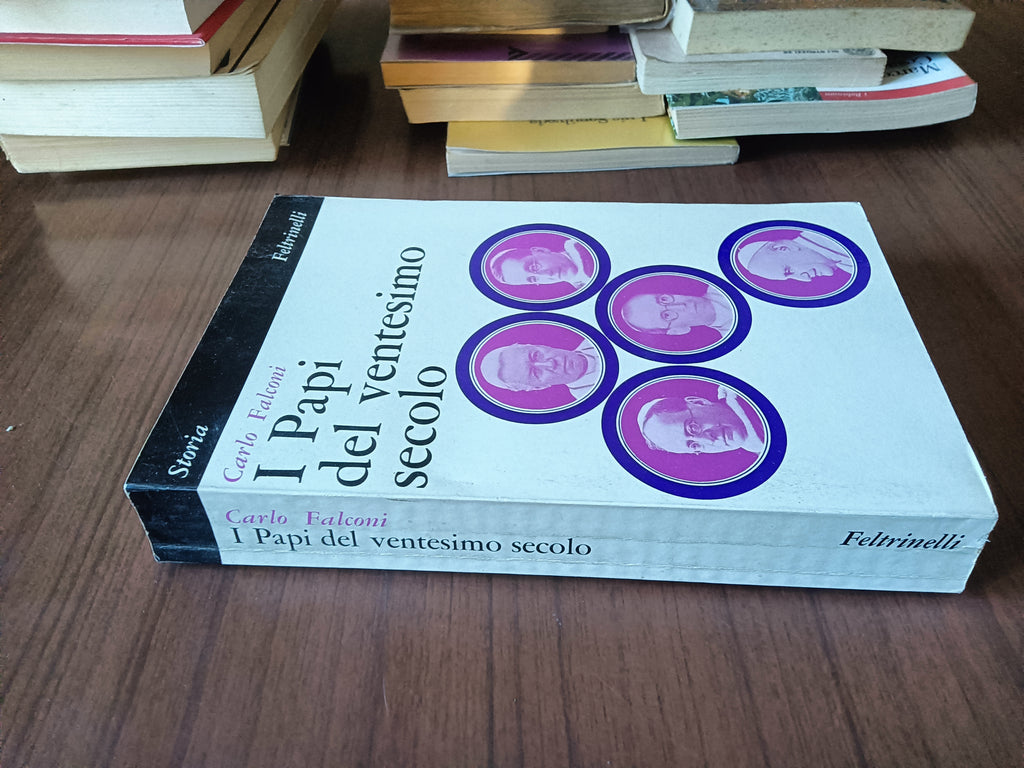 Storia
Feltrinelli
Carlo Falconi
I Papi
del ventesimo
secolo
Carlo Falconi
I Papi del ventesimo secolo
Feltrinelli